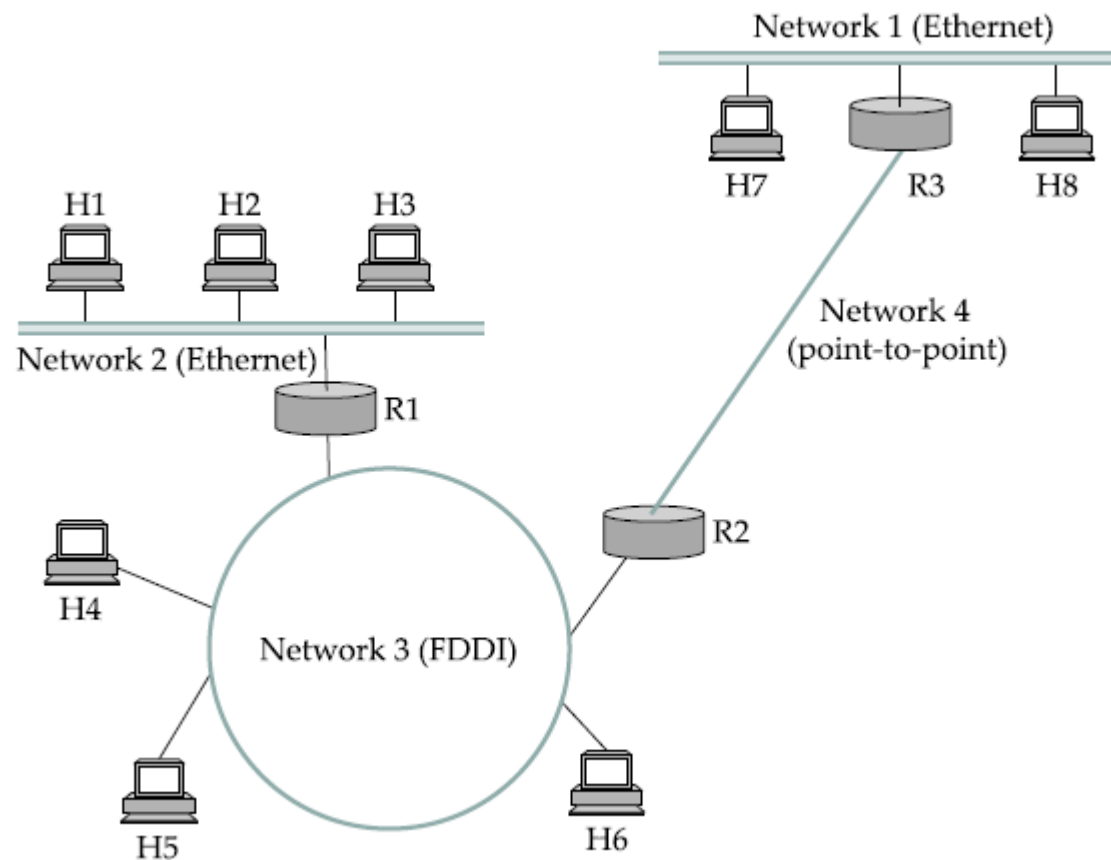 Network 1 (Ethernet)
H7
R3
H8
H1
H2
H3
Network 2 (Ethernet)
R1
Network 4
(point-to-point)
R2
H4
Network 3 (FDDI)
H5
H6